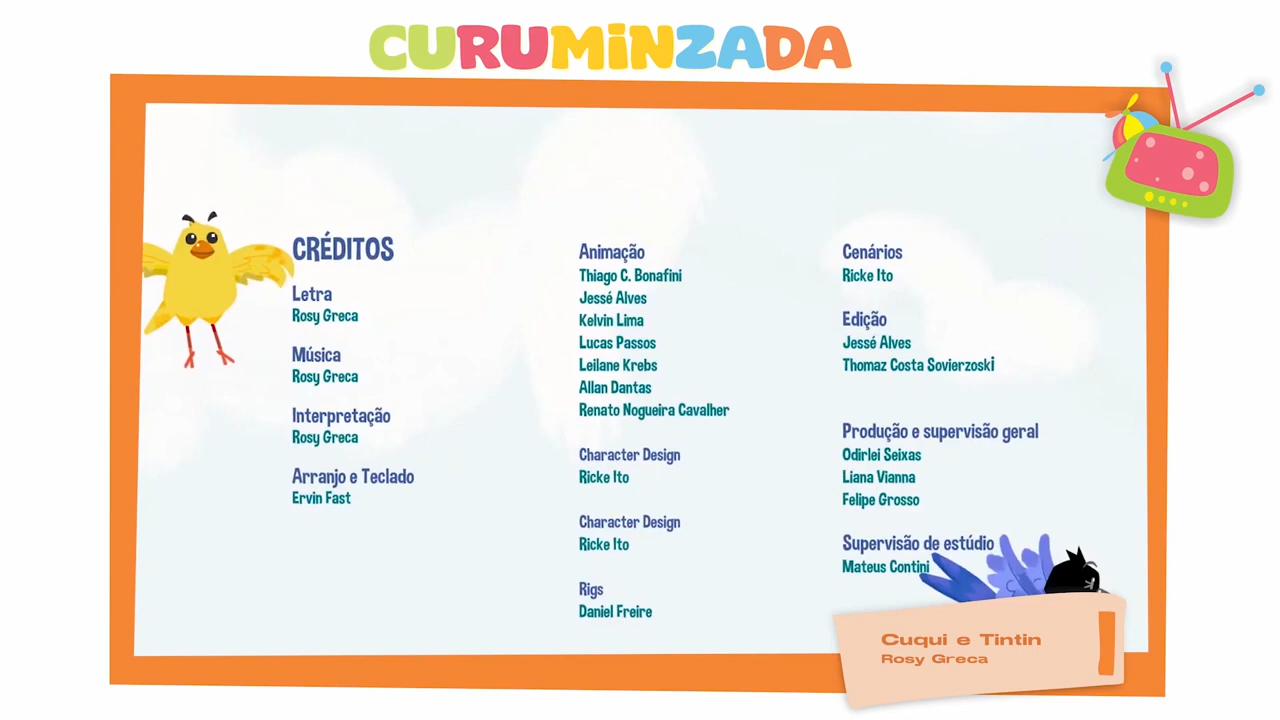 CURUMiNZADA
CRÉDITOS
Letra
Rosy Greca
Música
Rosy Greca
Interpretação
Rosy Greca
Arranjo e Teclado
Ervin Fast
Animação
Thiago C. Bonafini
Jessé Alves
Kelvin Lima
Lucas Passos
Leilane Krebs
Allan Dantas
Renato Nogueira Cavalher
Character Design
Ricke Ito
Character Design
Ricke Ito
Rigs
Daniel Freire
Cenários
Ricke Ito
Edição
Jessé Alves
Thomaz Costa Sovierzoski
Produção e supervisão geral
Odirlei Seixas
Liana Vianna
Felipe Grosso
Supervisão de estúdio
Mateus Contini
Cuqui e Tintin
Rosy Greca